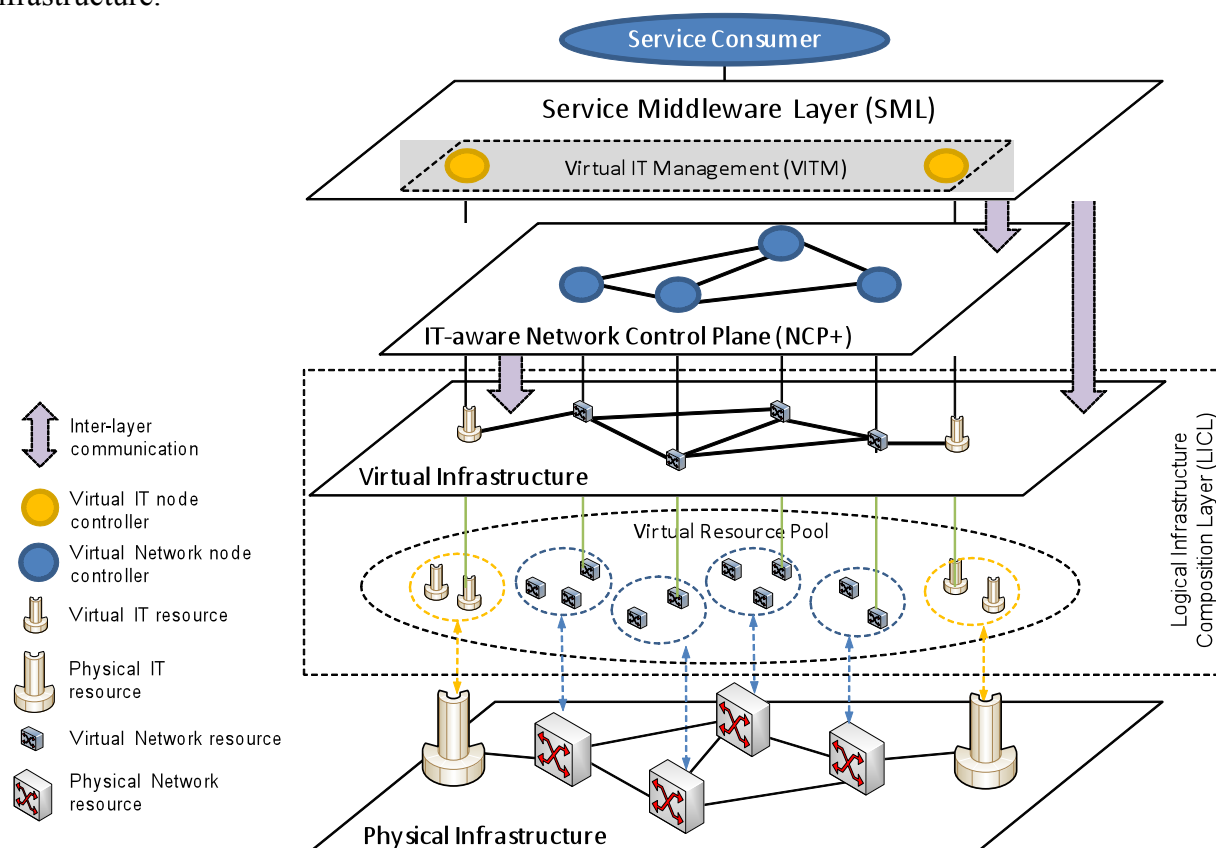 nfrastructure.
Service Consumer
Service Middleware Layer (SML)
Virtual IT Management (VITM)
IT-aware Network Control Plane (NCP+)
Virtual Infrastructure
Virtual Resource Pool
Logical Infrastructure
Composition Layer (LICL)
Physical Infrastructure
Inter-layer
communication
Virtual IT node
controller
Virtual Network node
controller
Virtual IT resource
Physical IT
resource
Virtual Network resource
Physical Network
resource